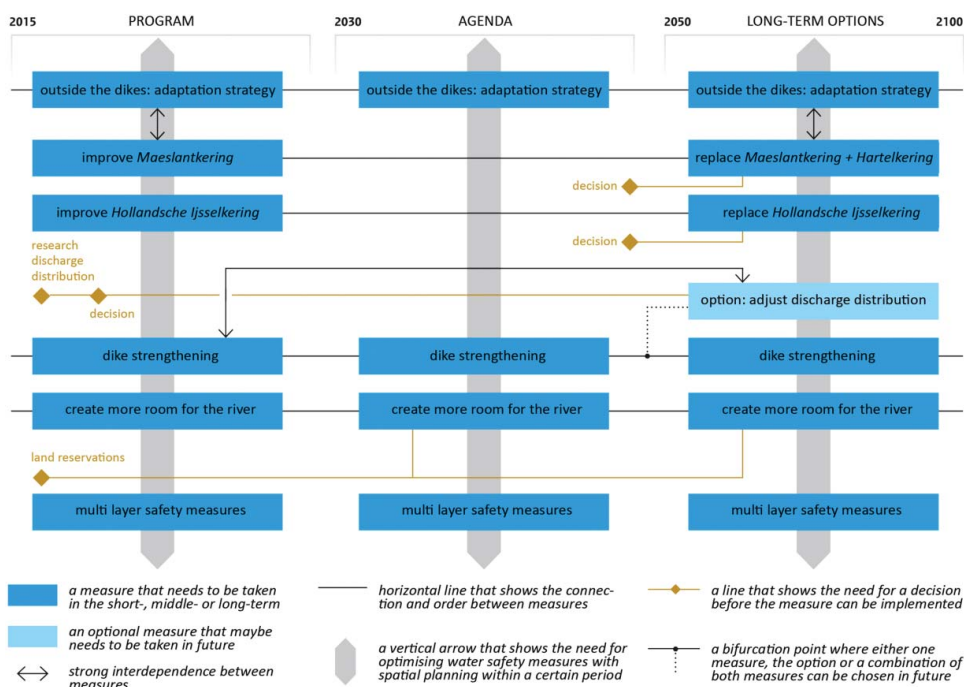 2015 PROGRAM 2030 AGENDA 2050 LONG-TERM OPTIONS 2100
outside the dikes: adaptation strategy outside the dikes: adaptation strategy outside the dikes: adaptation strategy
improve Maeslantkering replace Maeslantkering + Hartelkering
decision
improve Hollandsche Ijsselkering replace Hollandsche Ijsselkering
decision
research
discharge
distribution
decision
option: adjust discharge distribution
dike strengthening dike strengthening dike strengthening
create more room for the river create more room for the river create more room for the river
land reservations
multi layer safety measures multi layer safety measures multi layer safety measures
a measure that needs to be taken
in the short-, middle- or long-term
an optional measure that maybe
needs to be taken in future
strong interdependence between
measures
horizontal line that shows the connec-
tion and order between measures
a vertical arrow that shows the need for
optimising water safety measures with
spatial planning within a certain period
a line that shows the need for a decision
before the measure can be implemented
a bifurcation point where either one
measure, the option or a combination of
both measures can be chosen in future